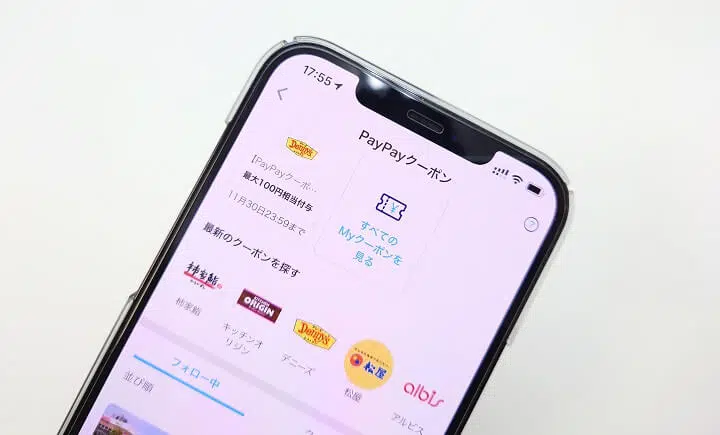 17:55
PayPayクーポン
Denny's
【PayPayクーポ…
最大100円相当付与
11月30日23:59まで
すべての
Myクーポンを
見る
最新のクーポンを探す
柿家鮨
KITCHEN
ORIGIN
Denny's
松屋
albis
柿家鮨
キッチンオ
リジン
デニーズ
松屋
アルビス
フォロー中
並び順